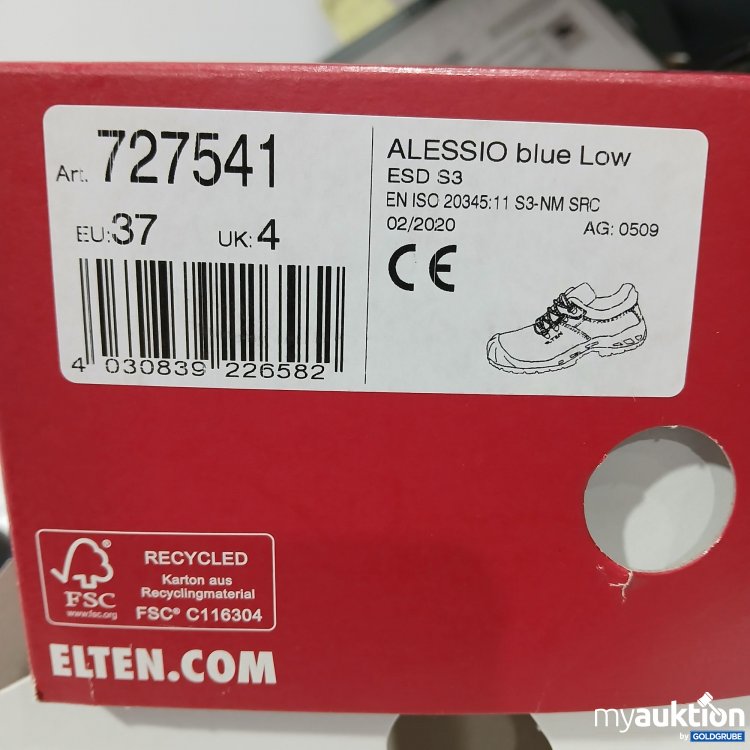 Art. 727541
EU: 37 UK: 4
4 030839 226582
ALESSIO blue Low
ESD S3
EN ISO 20345:11 S3-NM SRC
02/2020 AG: 0509
CE
FSC
www.fsc.org
RECYCLED
Karton aus
Recyclingmaterial
FSC® C116304
ELTEN.COM
myauktion
by GOLDGRUBE